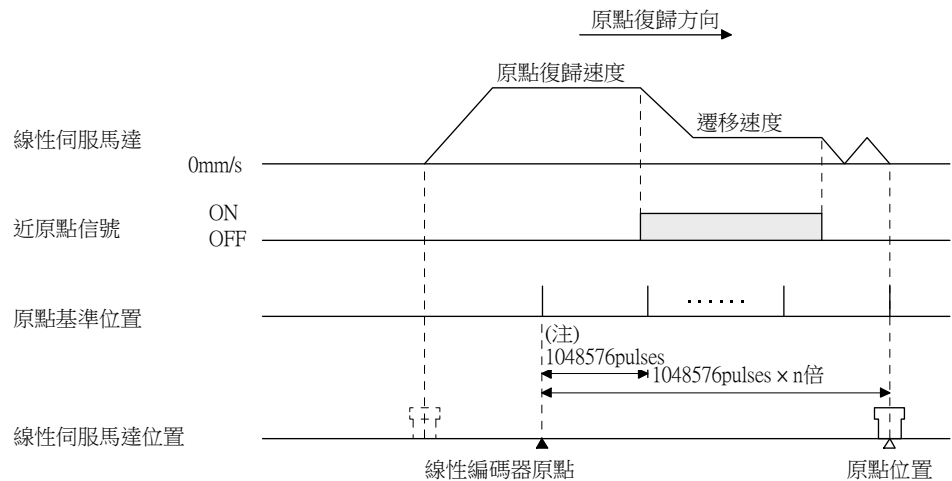 原點復歸方向
原點復歸速度
遷移速度
線性伺服馬達
0mm/s
ON
近原點信號
OFF
原點基準位置
......
(注)
1048576pulses
1048576pulses × n倍
線性伺服馬達位置
線性編碼器原點
原點位置